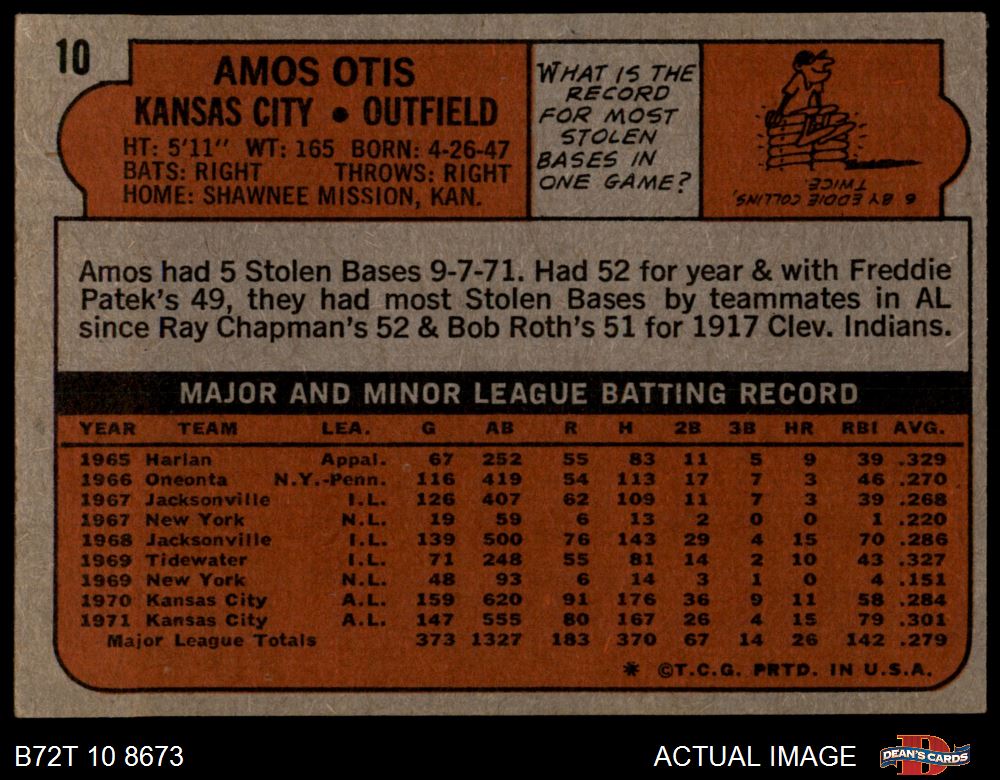 10
AMOS OTIS
KANSAS CITY • OUTFIELD
HT: 5'11" WT: 165 BORN: 4-26-47
BATS: RIGHT THROWS: RIGHT
HOME: SHAWNEE MISSION, KAN.
WHAT IS THE
RECORD
FOR MOST
STOLEN
BASES IN
ONE GAME?
6 BY EDDIE COLLINS,
TWICE
Amos had 5 Stolen Bases 9-7-71. Had 52 for year & with Freddie
Patek's 49, they had most Stolen Bases by teammates in AL
since Ray Chapman's 52 & Bob Roth's 51 for 1917 Clev. Indians.
MAJOR AND MINOR LEAGUE BATTING RECORD
YEAR TEAM LEA. G AB R H 2B 3B HR RBI AVG.
1965 Harlan Appal. 67 252 55 83 11 5 9 39 .329
1966 Oneonta N.Y.-Penn. 116 419 54 113 17 7 3 46 .270
1967 Jacksonville I.L. 126 407 62 109 11 7 3 39 .268
1967 New York N.L. 19 59 6 13 2 0 0 1 .220
1968 Jacksonville I.L. 139 500 76 143 29 4 15 70 .286
1969 Tidewater I.L. 71 248 55 81 14 2 10 43 .327
1969 New York N.L. 48 93 6 14 3 1 0 4 .151
1970 Kansas City A.L. 159 620 91 176 36 9 11 58 .284
1971 Kansas City A.L. 147 555 80 167 26 4 15 79 .301
Major League Totals 373 1327 183 370 67 14 26 142 .279
* ©T.C.G. PRTD. IN U.S.A.
B72T 10 8673
ACTUAL IMAGE
DEAN'S CARDS